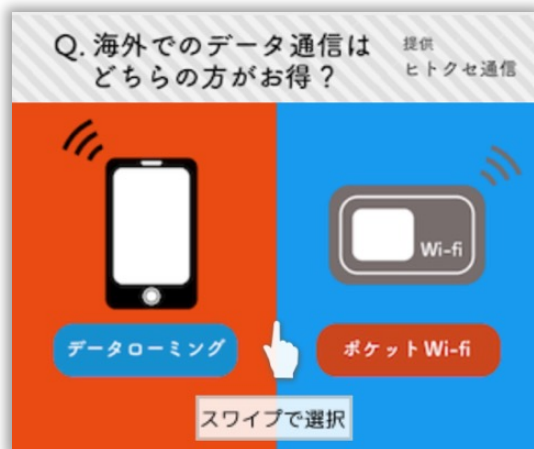 Q. 海外でのデータ通信は
どちらの方がお得？
提供
ヒトクセ通信
Wi-fi
データローミング
ポケットWi-fi
スワイプで選択